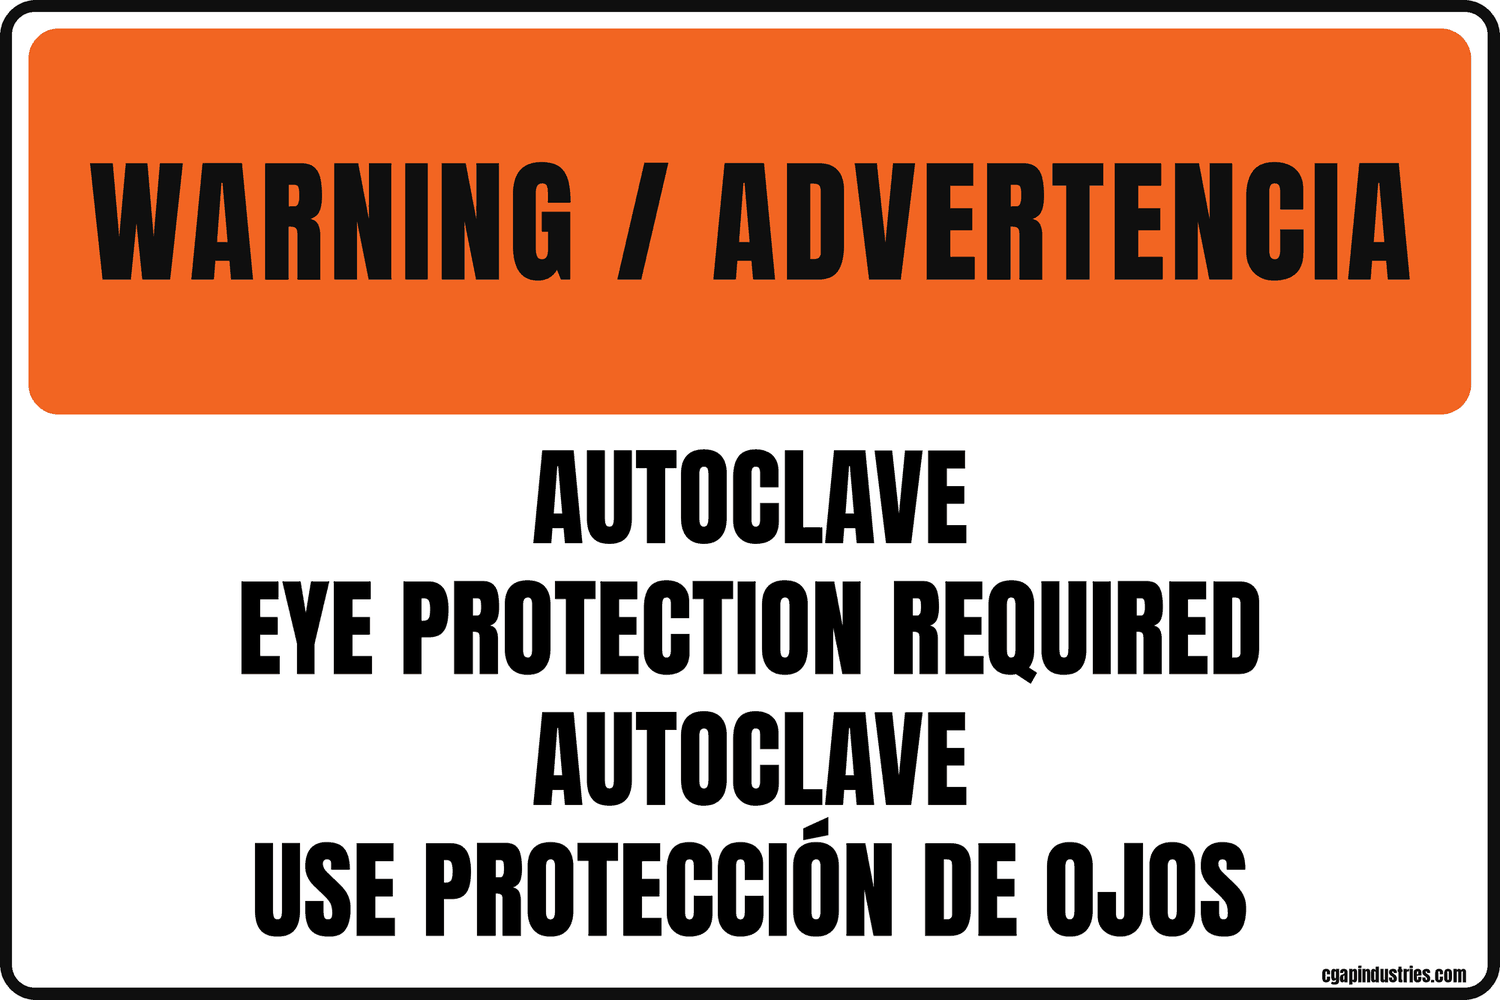 WARNING / ADVERTENCIA
AUTOCLAVE
EYE PROTECTION REQUIRED
AUTOCLAVE
USE PROTECCIÓN DE OJOS
cgapindustries.com